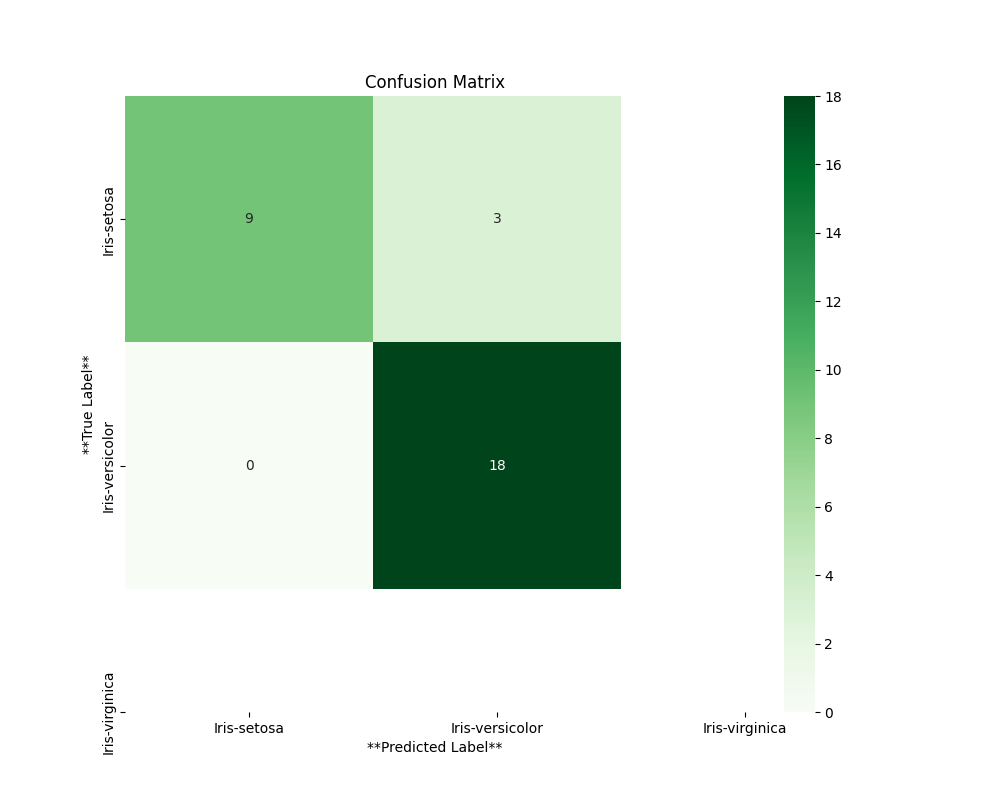 Confusion Matrix
**True Label**
Iris-setosa
Iris-versicolor
Iris-virginica
9 3
0 18
Iris-setosa Iris-versicolor Iris-virginica
**Predicted Label**
18
16
14
12
10
8
6
4
2
0